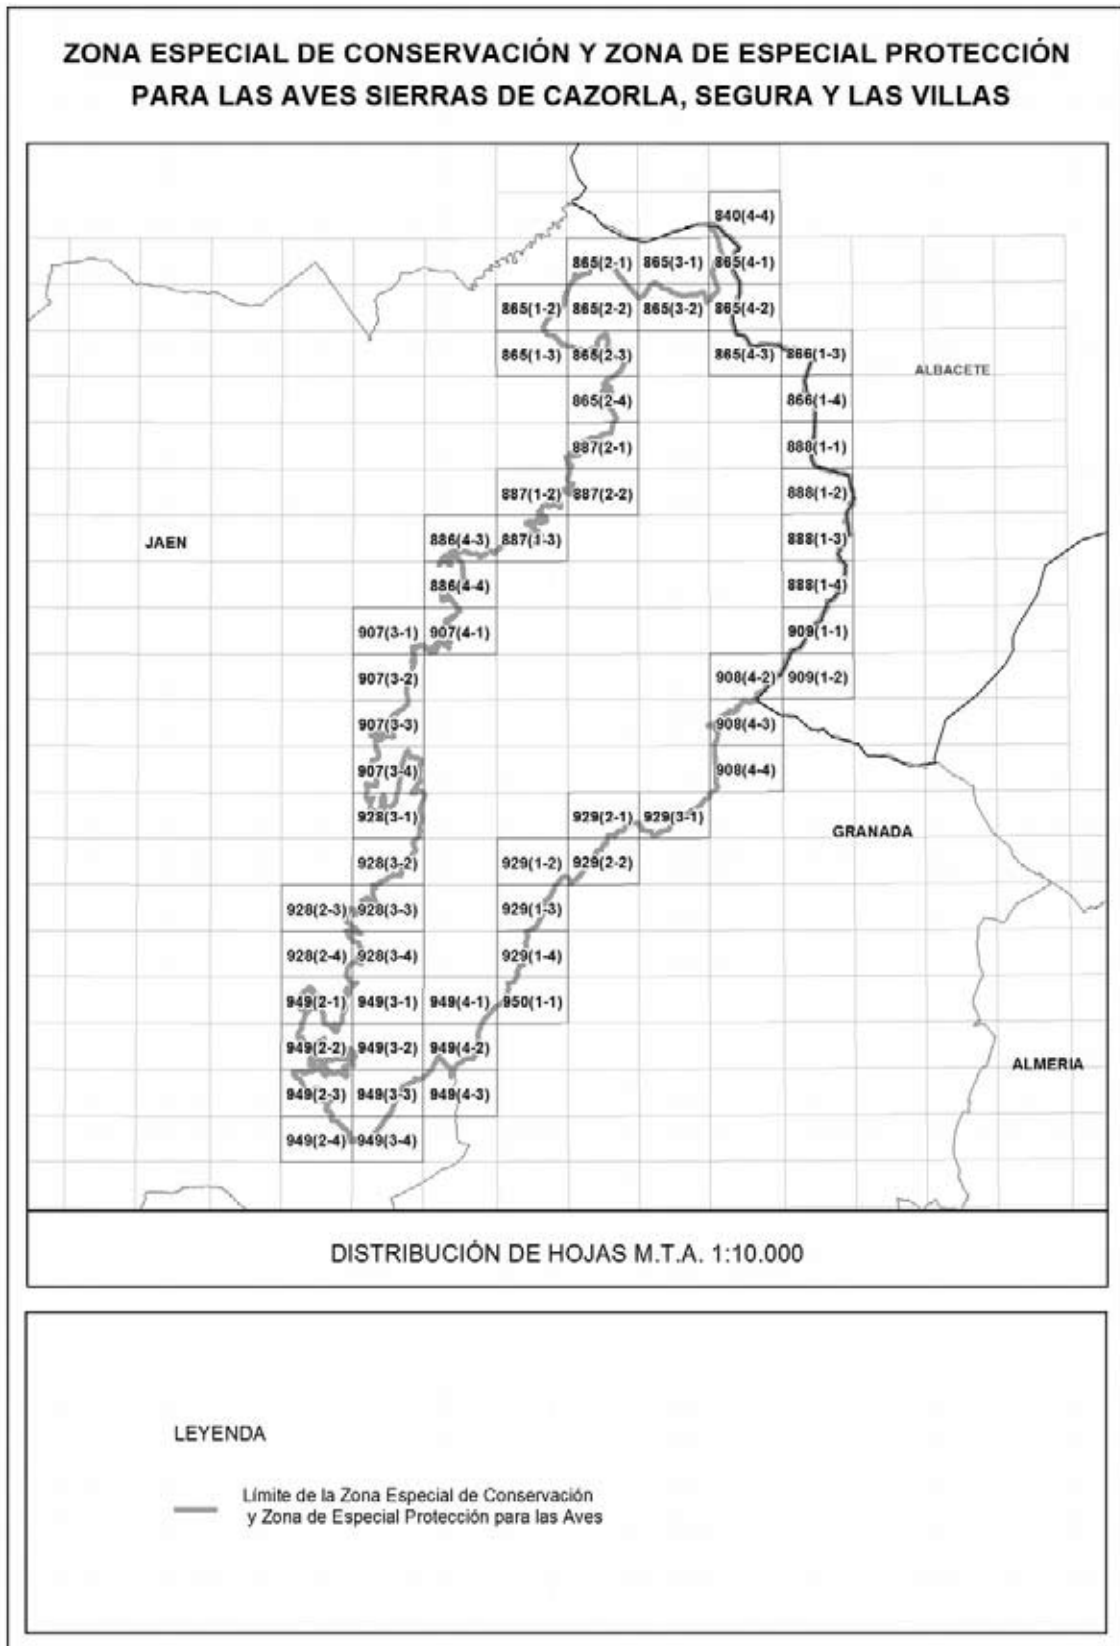 ZONA ESPECIAL DE CONSERVACIÓN Y ZONA DE ESPECIAL PROTECCIÓN
PARA LAS AVES SIERRAS DE CAZORLA, SEGURA Y LAS VILLAS
840(4-4)
865(2-1) 865(3-1) 865(4-1)
865(1-2) 865(2-2) 865(3-2) 865(4-2)
865(1-3) 865(2-3) 865(4-3) 866(1-3)
ALBACETE
865(2-4) 866(1-4)
887(2-1) 888(1-1)
887(1-2) 887(2-2) 888(1-2)
JAEN 886(4-3) 887(1-3) 888(1-3)
886(4-4) 888(1-4)
907(3-1) 907(4-1) 909(1-1)
907(3-2) 908(4-2) 909(1-2)
907(3-3) 908(4-3)
907(3-4) 908(4-4)
928(3-1) 929(2-1) 929(3-1)
GRANADA
928(3-2) 929(1-2) 929(2-2)
928(2-3) 928(3-3) 929(1-3)
928(2-4) 928(3-4) 929(1-4)
949(2-1) 949(3-1) 949(4-1) 950(1-1)
949(2-2) 949(3-2) 949(4-2)
ALMERIA
949(2-3) 949(3-3) 949(4-3)
949(2-4) 949(3-4)
DISTRIBUCIÓN DE HOJAS M.T.A. 1:10.000
LEYENDA
Límite de la Zona Especial de Conservación
y Zona de Especial Protección para las Aves